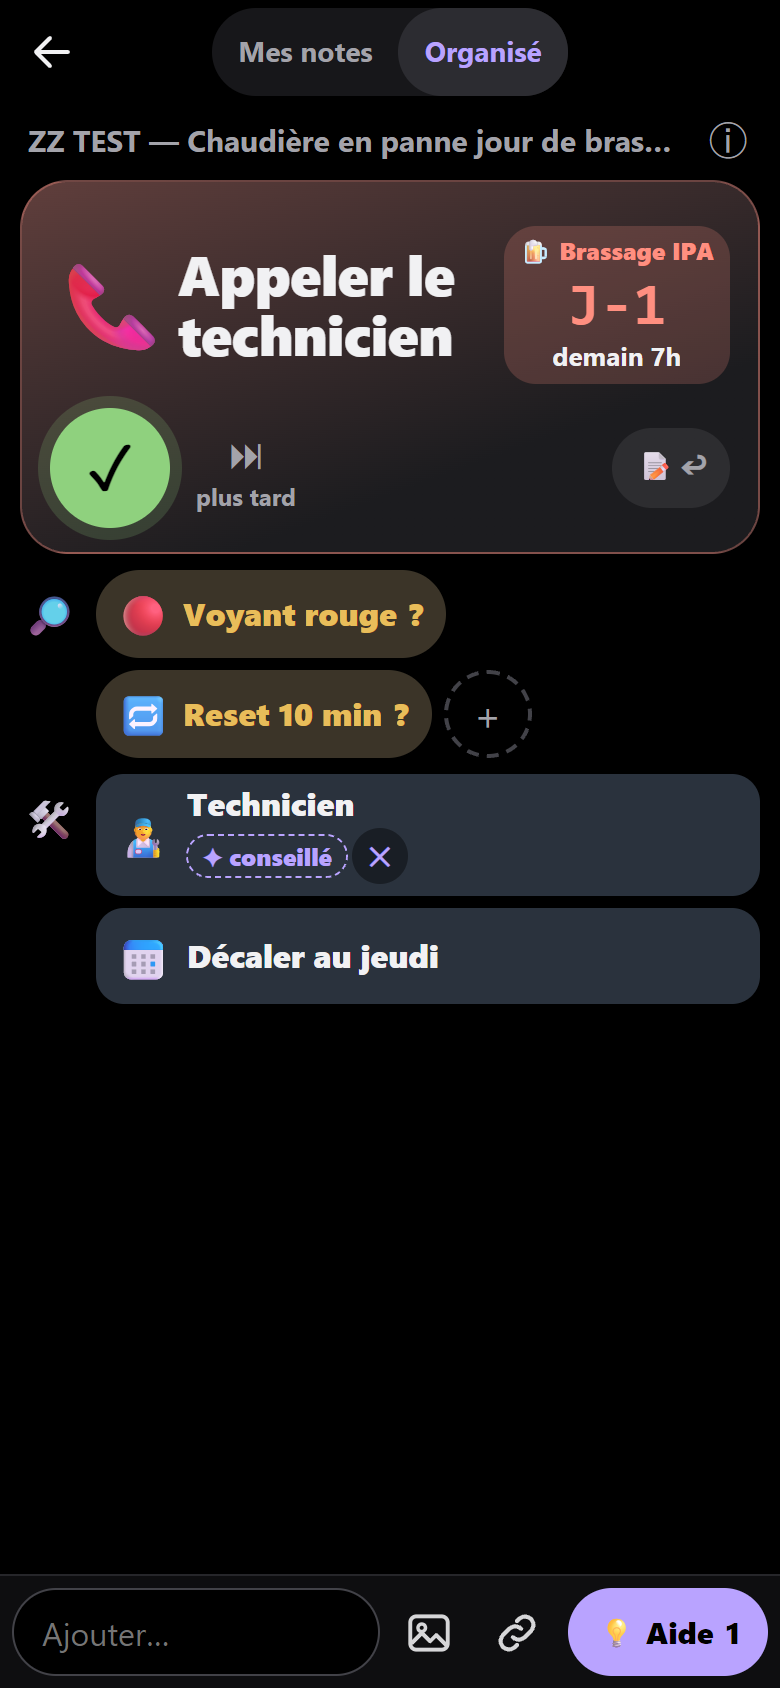 Mes notes
Organisé
ZZ TEST — Chaudière en panne jour de bras...
Appeler le
technicien
Brassage IPA
J-1
demain 7h
plus tard
Voyant rouge ?
Reset 10 min ?
+
Technicien
conseillé
Décaler au jeudi
Ajouter...
Aide 1